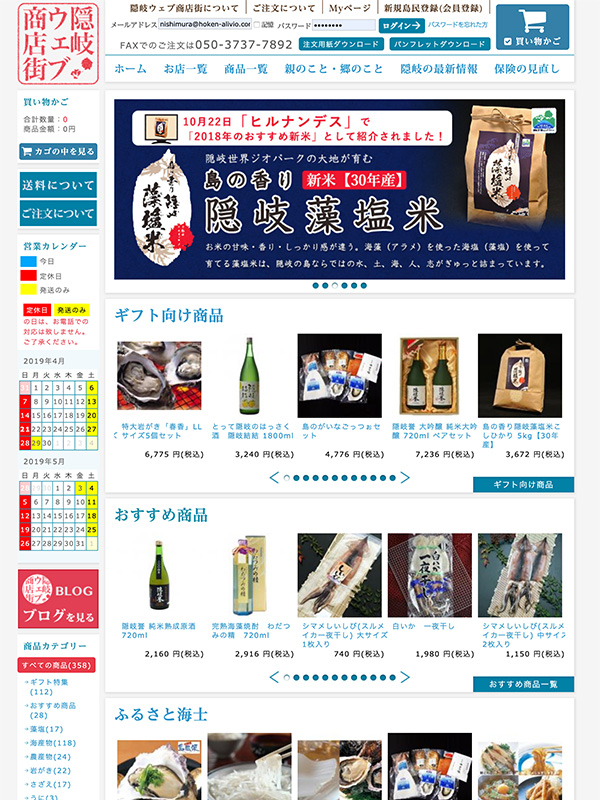 隠岐
ウェブ
商店街
隠岐ウェブ商店街について
ご注文について
Myページ
新規島民登録(会員登録)
メールアドレス
nishimura@hoken-alivio.cor
記憶
パスワード
ログイン
パスワードを忘れた方
FAXでのご注文は050-3737-7892
注文用紙ダウンロード
パンフレットダウンロード
買い物かご
ホーム
お店一覧
商品一覧
親のこと・郷のこと
隠岐の最新情報
保険の見直し
買い物かご
合計数量：0
商品金額：0円
カゴの中を見る
送料について
ご注文について
営業カレンダー
今日
定休日
発送のみ
定休日 発送のみ
の日は、お電話での
対応は致しません。
ご了承ください。
2019年4月
日 月 火 水 木 金 土
31 1 2 3 4 5 6
7 8 9 10 11 12 13
14 15 16 17 18 19 20
21 22 23 24 25 26 27
28 29 30 1 2 3 4
2019年5月
日 月 火 水 木 金 土
28 29 30 1 2 3 4
5 6 7 8 9 10 11
12 13 14 15 16 17 18
19 20 21 22 23 24 25
26 27 28 29 30 31 1
隠岐
ウェブ
商店街
BLOG
ブログを見る
商品カテゴリー
すべての商品(358)
ギフト特集
(112)
おすすめ商品
(28)
藻塩(17)
海産物(118)
農産物(24)
岩がき(22)
さざえ(17)
うに(3)
10月22日「ヒルナンデス」で
「2018年のおすすめ新米」として紹介されました！
隠岐世界ジオパークの大地が育む
島の香り 新米【30年産】
隠岐藻塩米
島の香り隠岐
藻塩米
お米の甘味・香り・しっかり感が違う。海藻（アラメ）を使った海塩（藻塩）を使って
育てる藻塩米は、隠岐の島ならではの水、土、海、人、志がぎゅっと詰まっています。
ギフト向け商品
特大岩がき「春香」LL
サイズ5個セット
6,775 円(税込)
とって隠岐のはっさく
酒 隠岐結結 1800ml
3,240 円(税込)
島のがいなごっつぉセ
ット
4,776 円(税込)
隠岐誉 大吟醸 純米大吟
醸 720ml ペアセット
7,236 円(税込)
島の香り隠岐藻塩米こ
しひかり 5kg【30年
産】
3,672 円(税込)
ギフト向け商品
おすすめ商品
隠岐誉 純米熟成原酒
720ml
2,160 円(税込)
完熟海藻焼酎 わだつ
みの精 720ml
2,916 円(税込)
シマメしいしび(スルメ
イカ一夜干し) 大サイズ
1枚入り
740 円(税込)
白いか 一夜干し
1,980 円(税込)
シマメしいしび(スルメ
イカ一夜干し) 中サイズ
2枚入り
1,150 円(税込)
おすすめ商品一覧
ふるさと海士